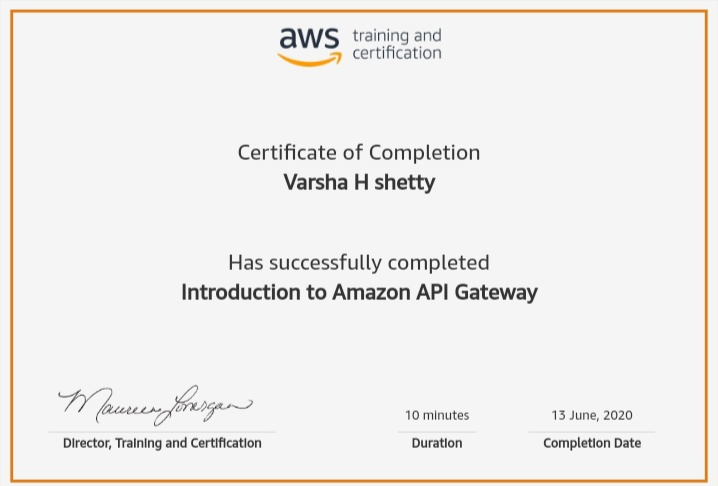 aws training and
certification
Certificate of Completion
Varsha H shetty
Has successfully completed
Introduction to Amazon API Gateway
Maureen Lonergan
Director, Training and Certification
10 minutes
Duration
13 June, 2020
Completion Date